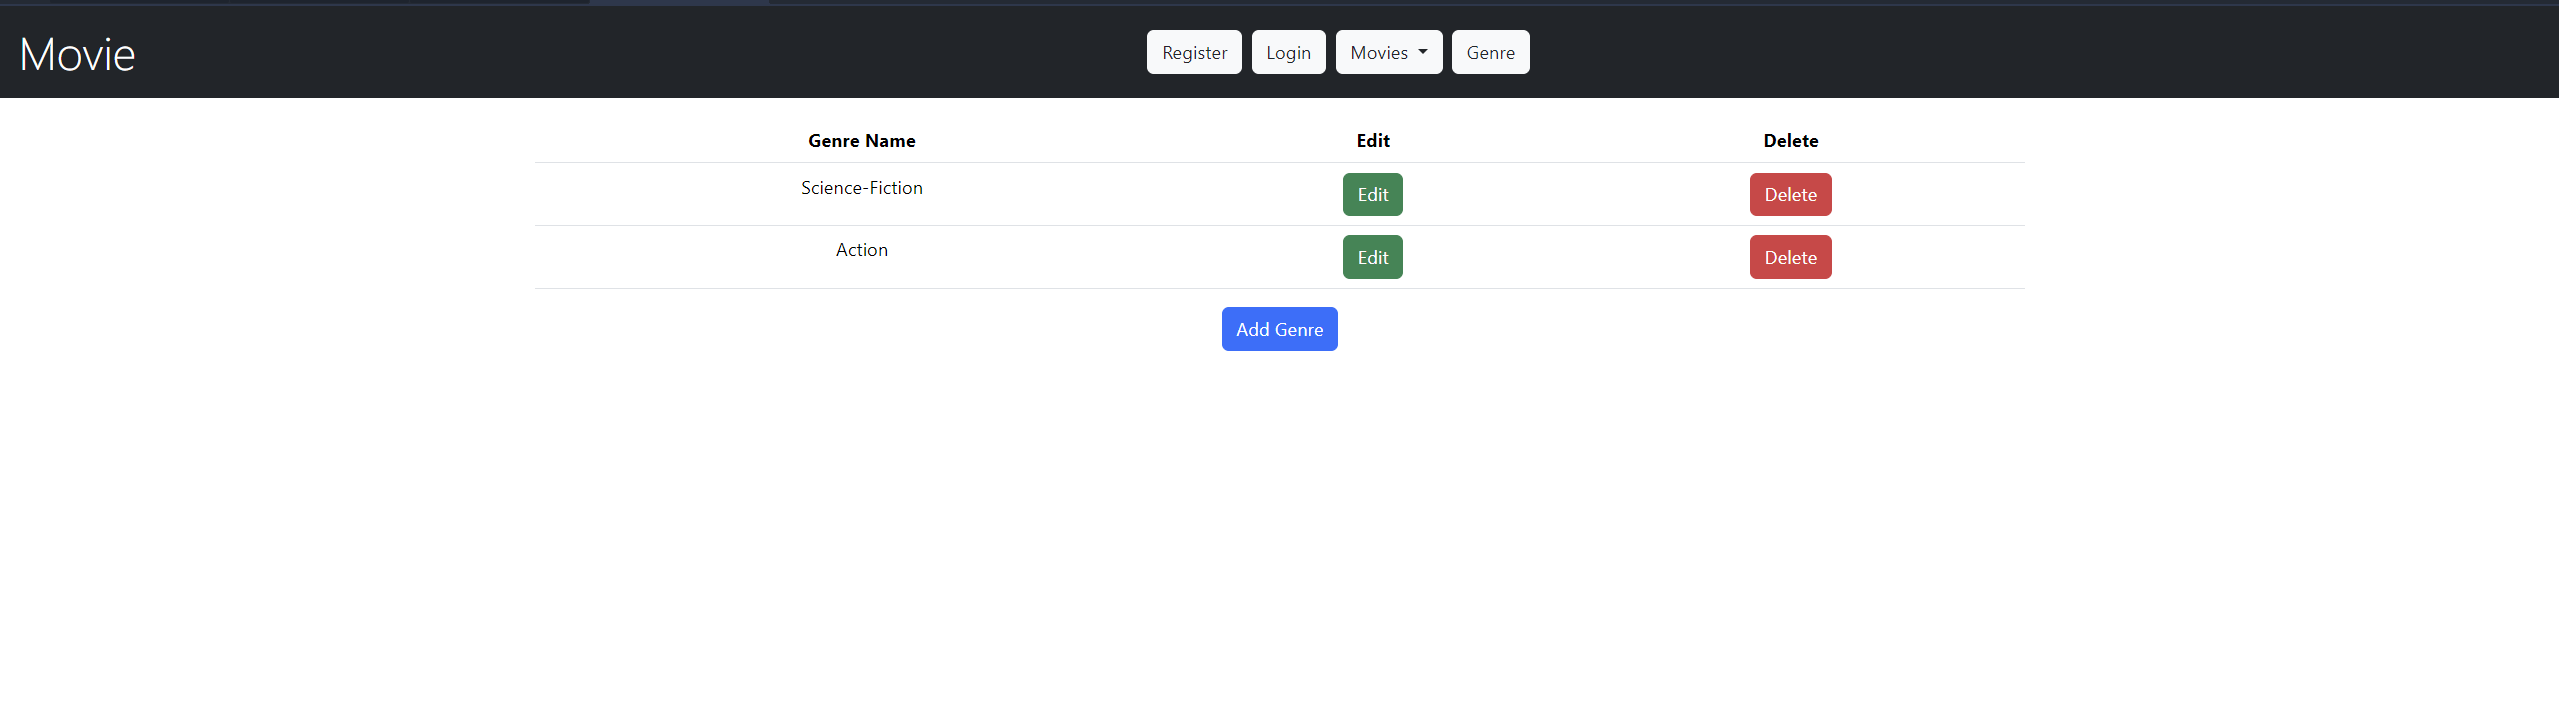 Movie Register Login Movies Genre
Genre Name Edit Delete
Science-Fiction Edit Delete
Action Edit Delete
Add Genre